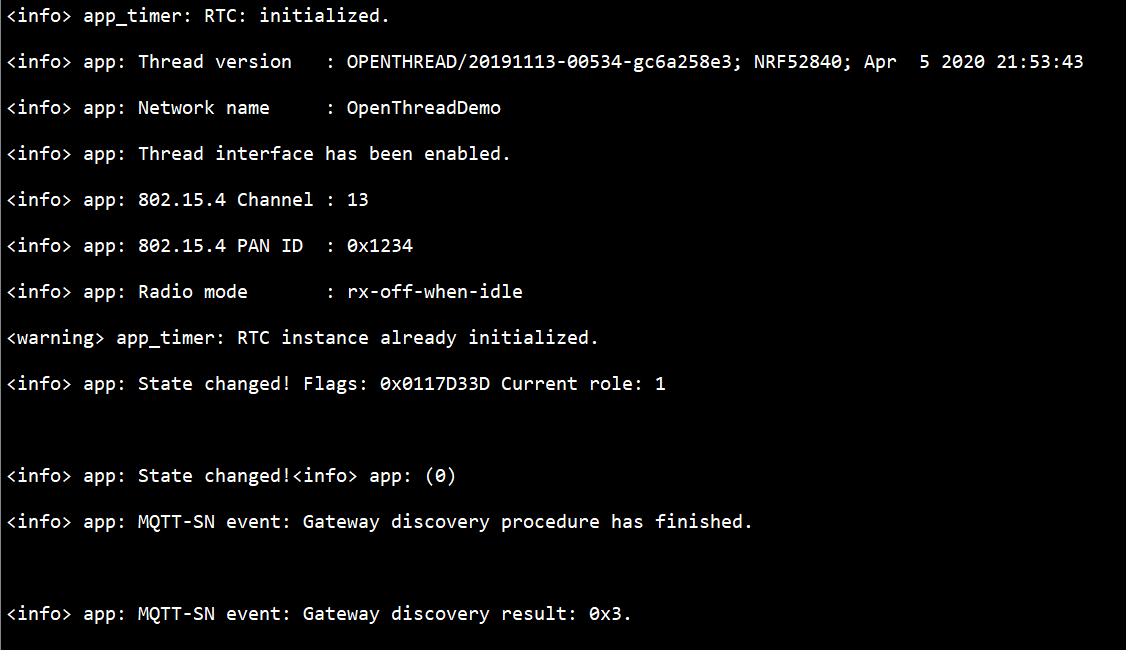 <info> app_timer: RTC: initialized.
<info> app: Thread version   : OPENTHREAD/20191113-00534-gc6a258e3; NRF52840; Apr  5 2020 21:53:43
<info> app: Network name     : OpenThreadDemo
<info> app: Thread interface has been enabled.
<info> app: 802.15.4 Channel : 13
<info> app: 802.15.4 PAN ID  : 0x1234
<info> app: Radio mode       : rx-off-when-idle
<warning> app_timer: RTC instance already initialized.
<info> app: State changed! Flags: 0x0117D33D Current role: 1
<info> app: State changed!<info> app: (0)
<info> app: MQTT-SN event: Gateway discovery procedure has finished.
<info> app: MQTT-SN event: Gateway discovery result: 0x3.